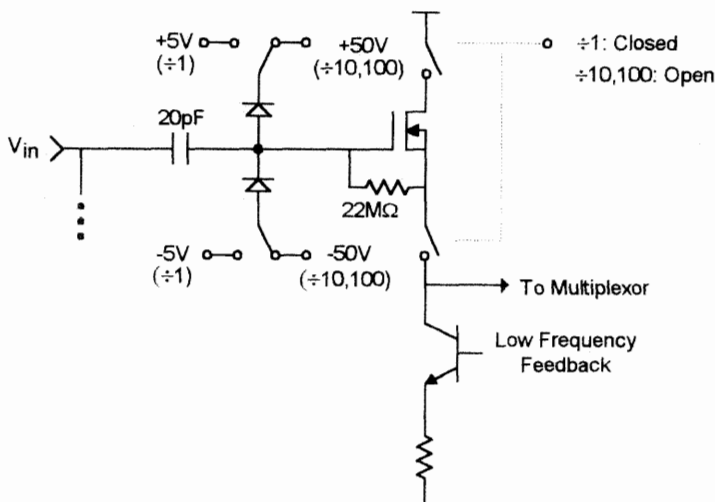 +5V
(÷1)
+50V
(÷10,100)
÷1: Closed
÷10,100: Open
20pF
Vin
22MΩ
-5V
(÷1)
-50V
(÷10,100)
To Multiplexor
Low Frequency
Feedback